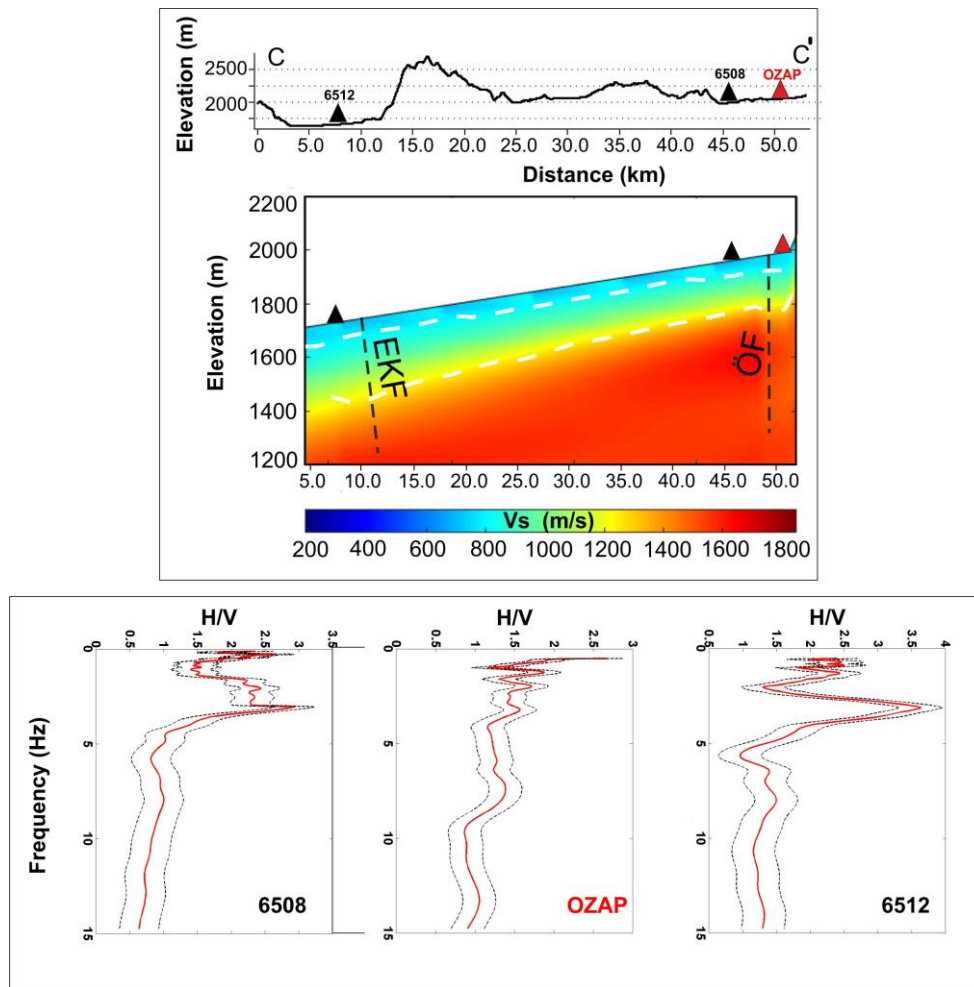 C
C'
Elevation (m)
2500
2000
6512
6508
OZAP
0 5.0 10.0 15.0 20.0 25.0 30.0 35.0 40.0 45.0 50.0
Distance (km)
Elevation (m)
2200
2000
1800
1600
1400
1200
EKF
ÖF
5.0 10.0 15.0 20.0 25.0 30.0 35.0 40.0 45.0 50.0
Vs (m/s)
200 400 600 800 1000 1200 1400 1600 1800
H/V
0 0.5 1 1.5 2 2.5 3 3.5
Frequency (Hz)
0
5
10
15
6508
H/V
0 0.5 1 1.5 2 2.5 3
0
5
10
15
OZAP
H/V
0.5 1 1.5 2 2.5 3 3.5 4
0
5
10
15
6512